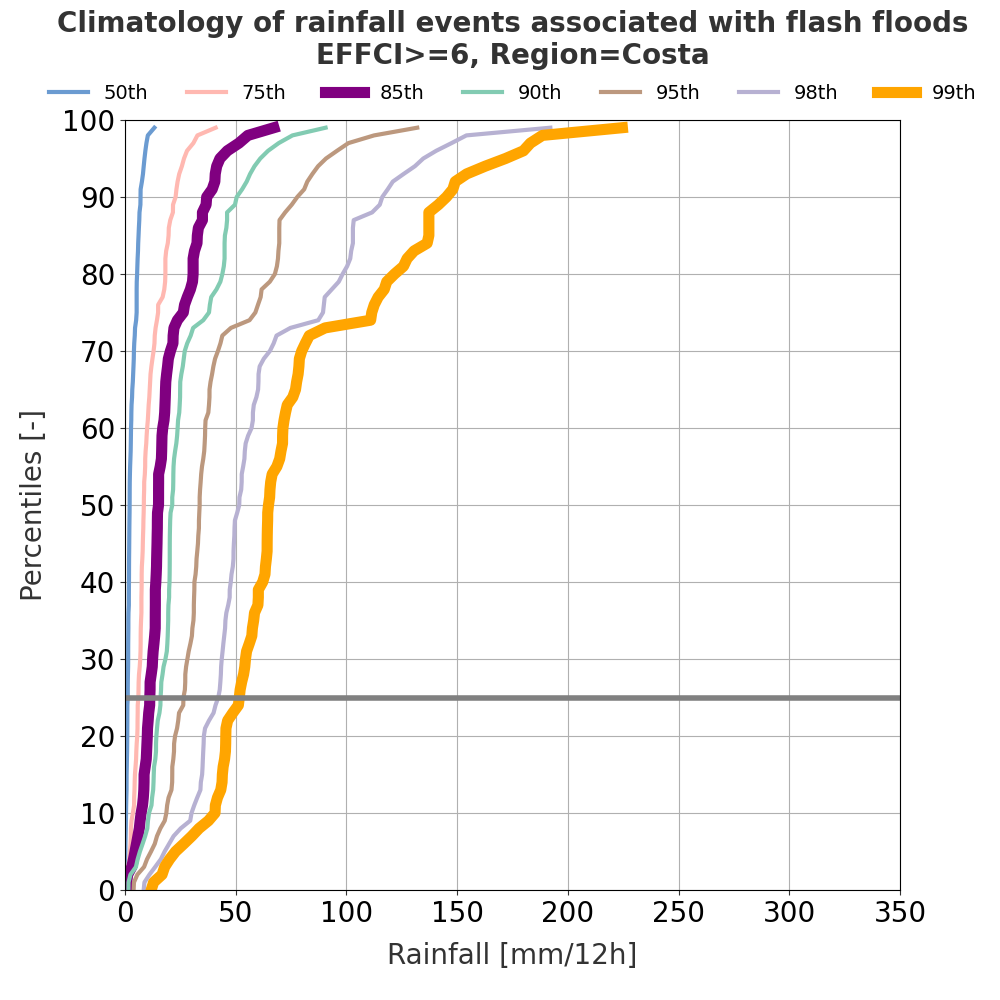 Climatology of rainfall events associated with flash floods
EFFCI>=6, Region=Costa
50th 75th 85th 90th 95th 98th 99th
100
90
80
70
60
50
40
30
20
10
0
Percentiles [-]
0 50 100 150 200 250 300 350
Rainfall [mm/12h]